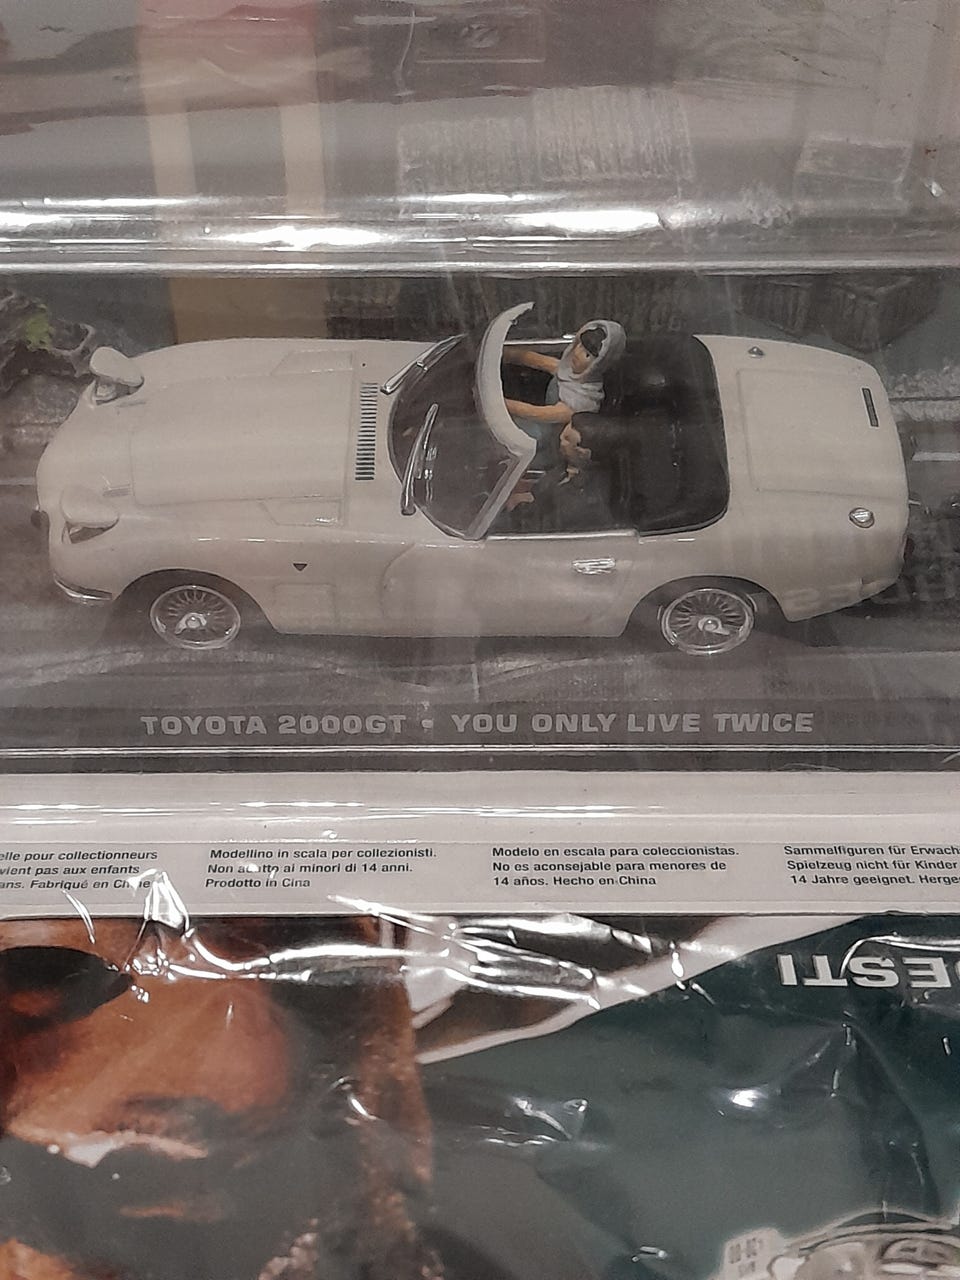 TOYOTA 2000GT - YOU ONLY LIVE TWICE
elle pour collectionneurs
vient pas aux enfants
ans. Fabriqué en Chine
Modellino in scala per collezionisti.
Non adatto ai minori di 14 anni.
Prodotto in Cina
Modelo en escala para coleccionistas.
No es aconsejable para menores de
14 años. Hecho en China
Sammelfiguren für Erwach
Spielzeug nicht für Kinder
14 Jahre geeignet. Herges